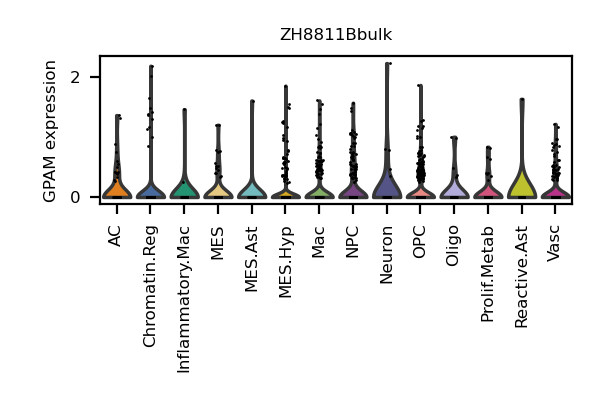 ZH8811Bbulk
GPAM expression
2
0
AC
Chromatin.Reg
Inflammatory.Mac
MES
MES.Ast
MES.Hyp
Mac
NPC
Neuron
OPC
Oligo
Prolif.Metab
Reactive.Ast
Vasc